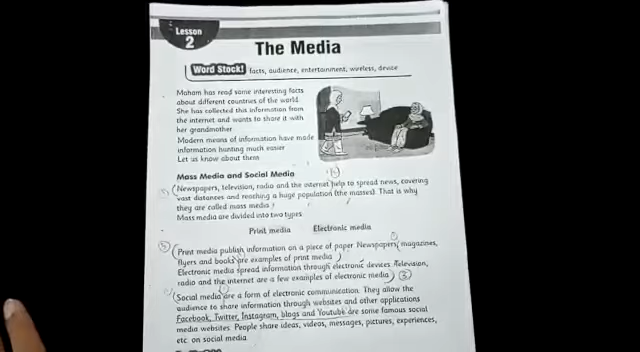 Lesson
2
The Media
Word Stock! facts, audience, entertainment, wireless, device
Maham has read some interesting facts
about different countries of the world.
She has collected this information from
the internet and wants to share it with
her grandmother.
Modern means of information have made
information hunting much easier.
Let us know about them.
Mass Media and Social Media
Newspapers, television, radio and the internet help to spread news, covering
vast distances and reaching a huge population (the masses). That is why
they are called mass media.
Mass media are divided into two types:
Print media Electronic media
Print media publish information on a piece of paper. Newspapers, magazines,
flyers and books are examples of print media.
Electronic media spread information through electronic devices. Television,
radio and the internet are a few examples of electronic media.
Social media are a form of electronic communication. They allow the
audience to share information through websites and other applications.
Facebook, Twitter, Instagram, blogs and Youtube are some famous social
media websites. People share ideas, videos, messages, pictures, experiences,
etc. on social media.